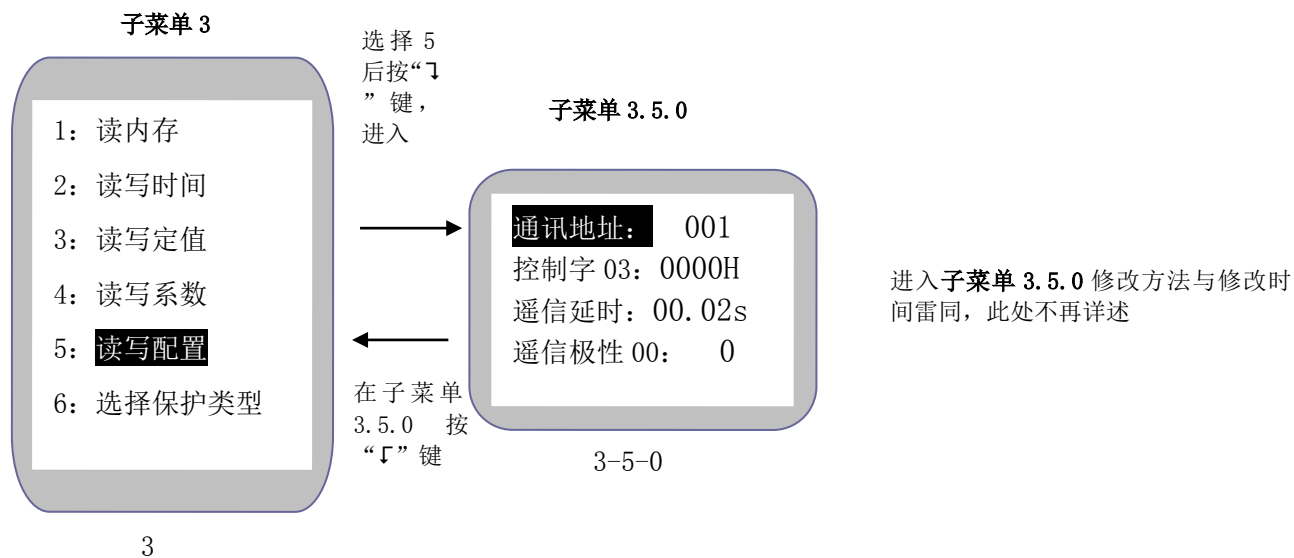 子菜单 3
1：读内存
2：读写时间
3：读写定值
4：读写系数
5：读写配置
6：选择保护类型
3
选择 5
后按“↴
”键，
进入
在子菜单
3.5.0 按
“↱”键
子菜单 3.5.0
通讯地址： 001
控制字 03：0000H
遥信延时：00.02s
遥信极性 00： 0
3-5-0
进入子菜单 3.5.0 修改方法与修改时
间雷同，此处不再详述